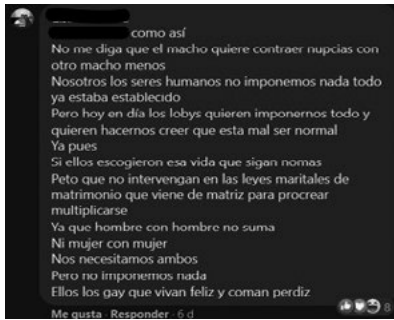 como así
No me diga que el macho quiere contraer nupcias con
otro macho menos
Nosotros los seres humanos no imponemos nada todo
ya estaba establecido
Pero hoy en día los lobys quieren imponernos todo y
quieren hacernos creer que esta mal ser normal
Ya pues
Si ellos escogieron esa vida que sigan nomas
Peto que no intervengan en las leyes maritales de
matrimonio que viene de matriz para procrear
multiplicarse
Ya que hombre con hombre no suma
Ni mujer con mujer
Nos necesitamos ambos
Pero no imponemos nada
Ellos los gay que vivan feliz y coman perdiz
Me gusta · Responder · 6 d
8